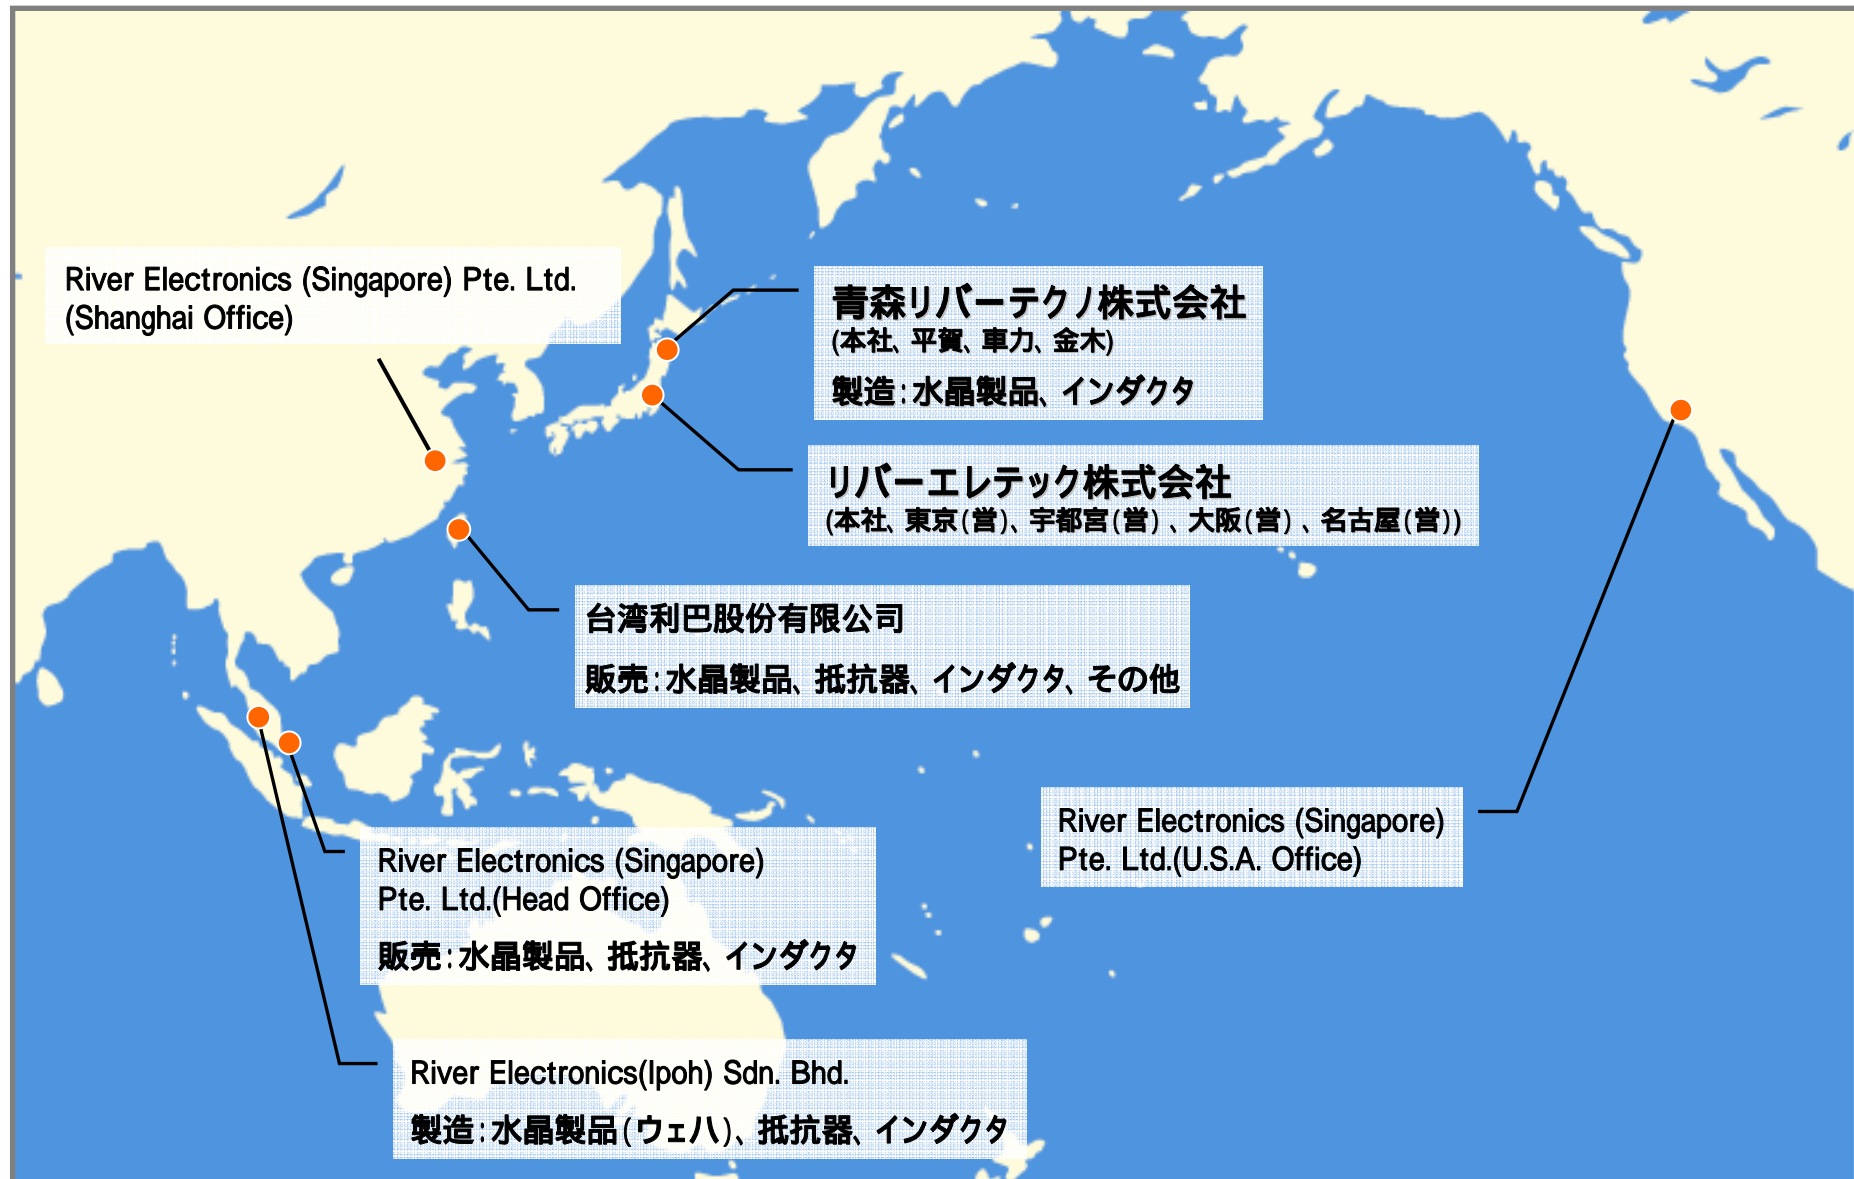 River Electronics (Singapore) Pte. Ltd.
(Shanghai Office)
青森リバーテクノ株式会社
(本社、平賀、車力、金木)
製造:水晶製品、インダクタ
リバーエレテック株式会社
(本社、東京(営)、宇都宮(営)、大阪(営)、名古屋(営))
台湾利巴股份有限公司
販売:水晶製品、抵抗器、インダクタ、その他
River Electronics (Singapore)
Pte. Ltd.(U.S.A. Office)
River Electronics (Singapore)
Pte. Ltd.(Head Office)
販売:水晶製品、抵抗器、インダクタ
River Electronics(Ipoh) Sdn. Bhd.
製造:水晶製品(ウェハ)、抵抗器、インダクタ